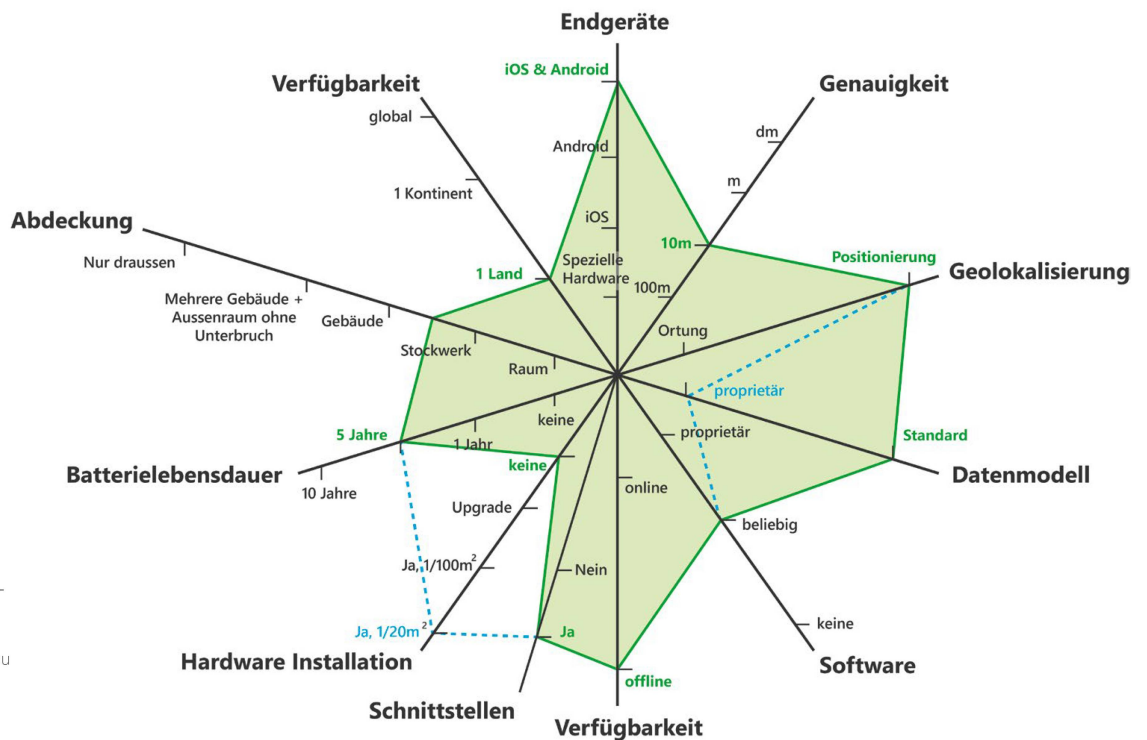 Endgeräte
iOS & Android
Verfügbarkeit
Genauigkeit
global
dm
Android
m
1 Kontinent
Abdeckung
iOS
10m
Nur draussen
Positionierung
Spezielle
Hardware
1 Land
Geolokalisierung
100m
Mehrere Gebäude +
Aussenraum ohne
Unterbruch
Gebäude
Ortung
Stockwerk
Raum
proprietär
keine
proprietär
5 Jahre
1 Jahr
Standard
keine
Batterielebensdauer
Datenmodell
online
10 Jahre
Upgrade
beliebig
Ja, 1/100m²
Nein
keine
Ja, 1/20m²
Ja
u
Hardware Installation
Software
offline
Schnittstellen
Verfügbarkeit